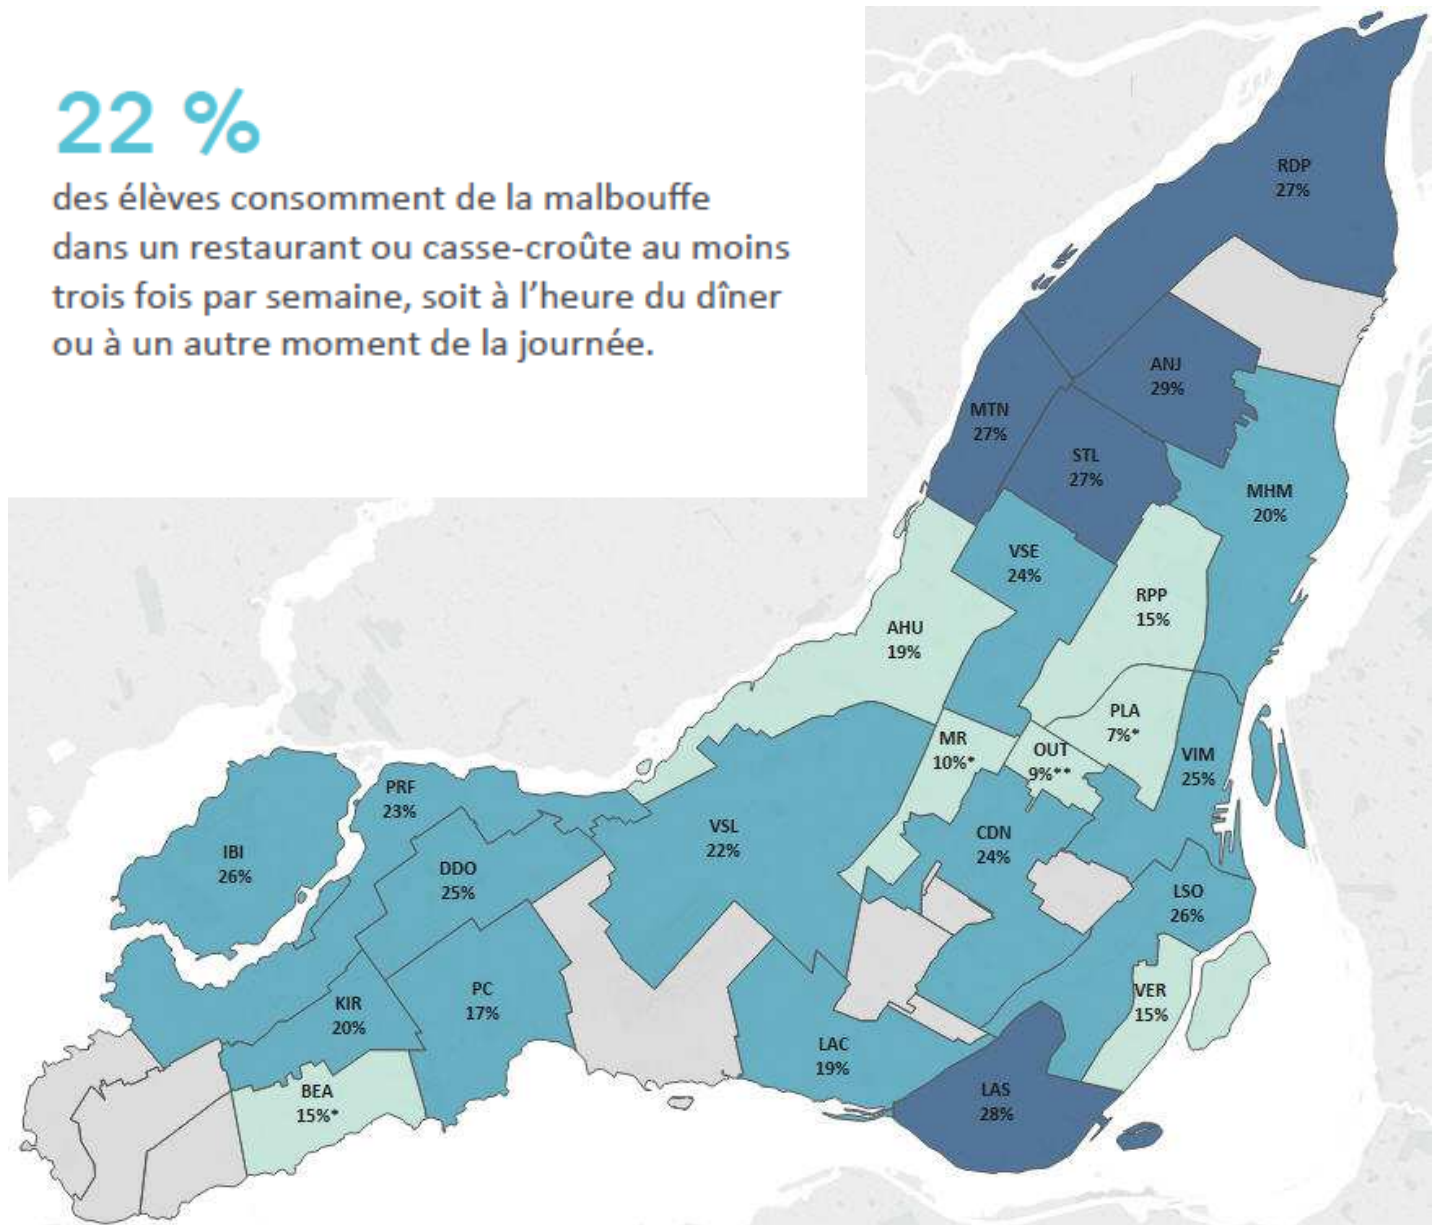 22 %
des élèves consomment de la malbouffe
dans un restaurant ou casse-croûte au moins
trois fois par semaine, soit à l’heure du dîner
ou à un autre moment de la journée.
RDP
27%
ANJ
29%
MTN
27%
STL
27%
MHM
20%
VSE
24%
RPP
15%
AHU
19%
PLA
7%*
MR
10%*
OUT
9%**
VIM
25%
PRF
23%
VSL
22%
CDN
24%
IBI
26%
DDO
25%
LSO
26%
PC
17%
KIR
20%
VER
15%
LAC
19%
BEA
15%*
LAS
28%